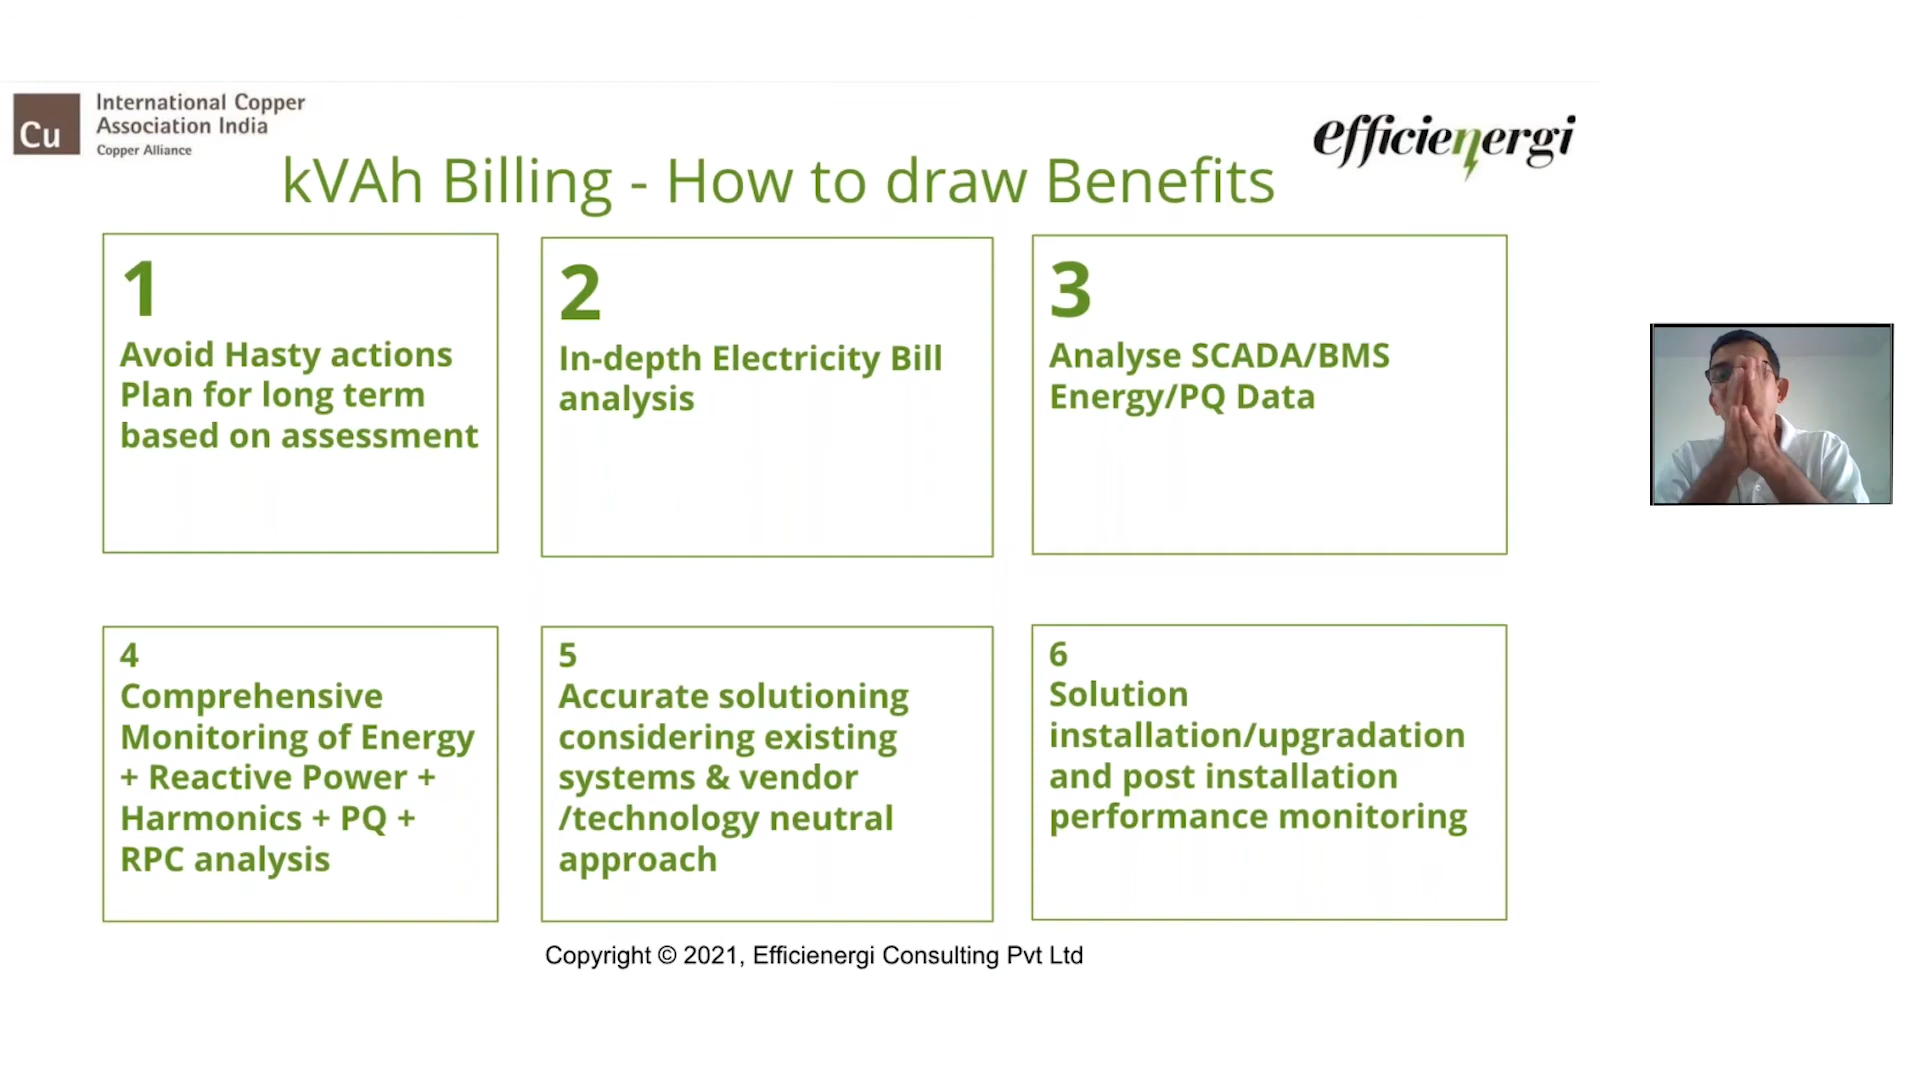 Cu
International Copper
Association India
Copper Alliance
efficienergi
kVAh Billing - How to draw Benefits
1
Avoid Hasty actions
Plan for long term
based on assessment
2
In-depth Electricity Bill
analysis
3
Analyse SCADA/BMS
Energy/PQ Data
4
Comprehensive
Monitoring of Energy
+ Reactive Power +
Harmonics + PQ +
RPC analysis
5
Accurate solutioning
considering existing
systems & vendor
/technology neutral
approach
6
Solution
installation/upgradation
and post installation
performance monitoring
Copyright © 2021, Efficienergi Consulting Pvt Ltd